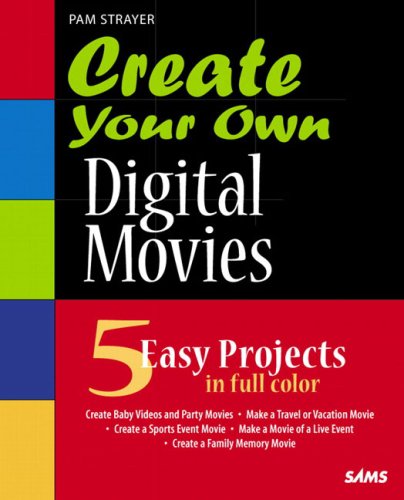 PAM STRAYER
Create
Your Own
Digital
Movies
5 Easy Projects
in full color
Create Baby Videos and Party Movies • Make a Travel or Vacation Movie
• Create a Sports Event Movie • Make a Movie of a Live Event
• Create a Family Memory Movie
SAMS